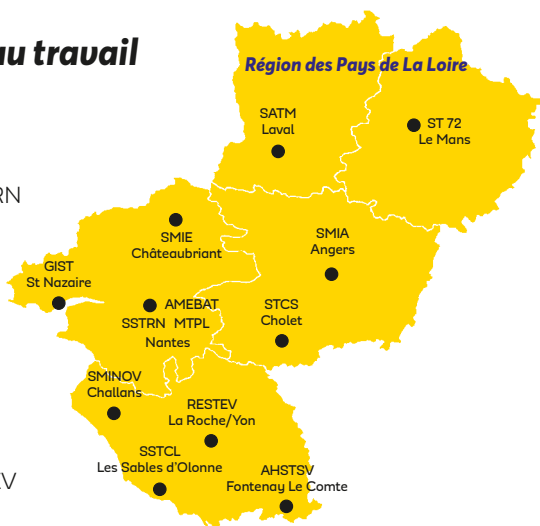 au travail
Région des Pays de La Loire
SATM
Laval
ST 72
Le Mans
RN
SMIE
Châteaubriant
SMIA
Angers
GIST
St Nazaire
AMEBAT
SSTRN MTPL
Nantes
STCS
Cholet
SMINOV
Challans
RESTEV
La Roche/Yon
SSTCL
Les Sables d'Olonne
AHSTSV
Fontenay Le Comte
EV